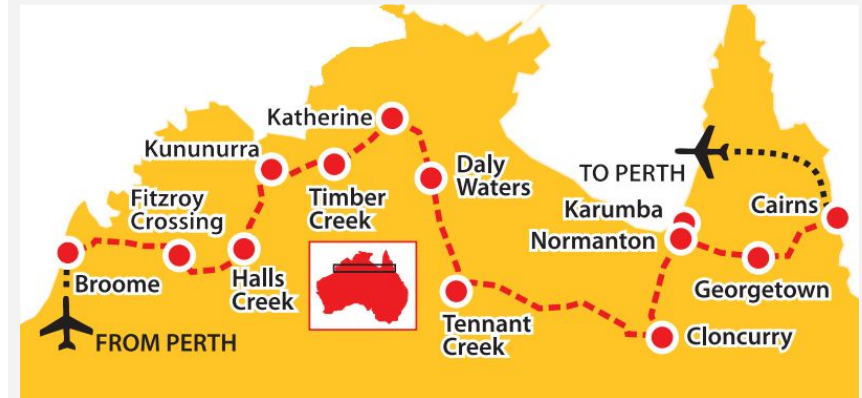 Katherine
Kununurra
Fitzroy
Crossing
Timber
Creek
Daly
Waters
TO PERTH
Karumba
Normanton
Cairns
Broome
Halls
Creek
Georgetown
Tennant
Creek
Cloncurry
FROM PERTH